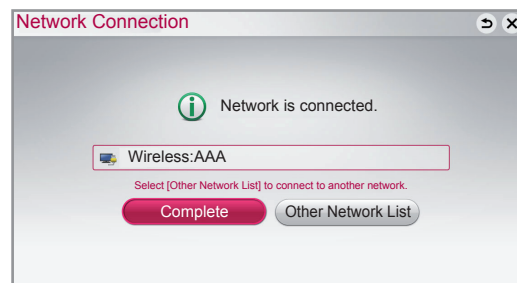 Network Connection
Network is connected.
Wireless:AAA
Select [Other Network List] to connect to another network.
Complete
Other Network List